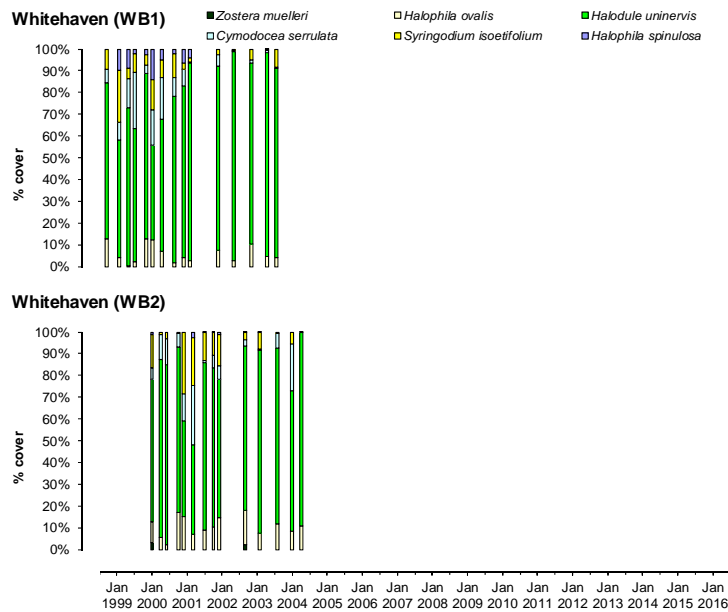 Whitehaven (WB1)
Zostera muelleri
Halophila ovalis
Halodule uninervis
Cymodocea serrulata
Syringodium isoetifolium
Halophila spinulosa
100%
90%
80%
70%
60%
50%
40%
30%
20%
10%
0%
% cover
Whitehaven (WB2)
100%
90%
80%
70%
60%
50%
40%
30%
20%
10%
0%
% cover
Jan Jan Jan Jan Jan Jan Jan Jan Jan Jan Jan Jan Jan Jan Jan Jan Jan Jan
1999 2000 2001 2002 2003 2004 2005 2006 2007 2008 2009 2010 2011 2012 2013 2014 2015 2016